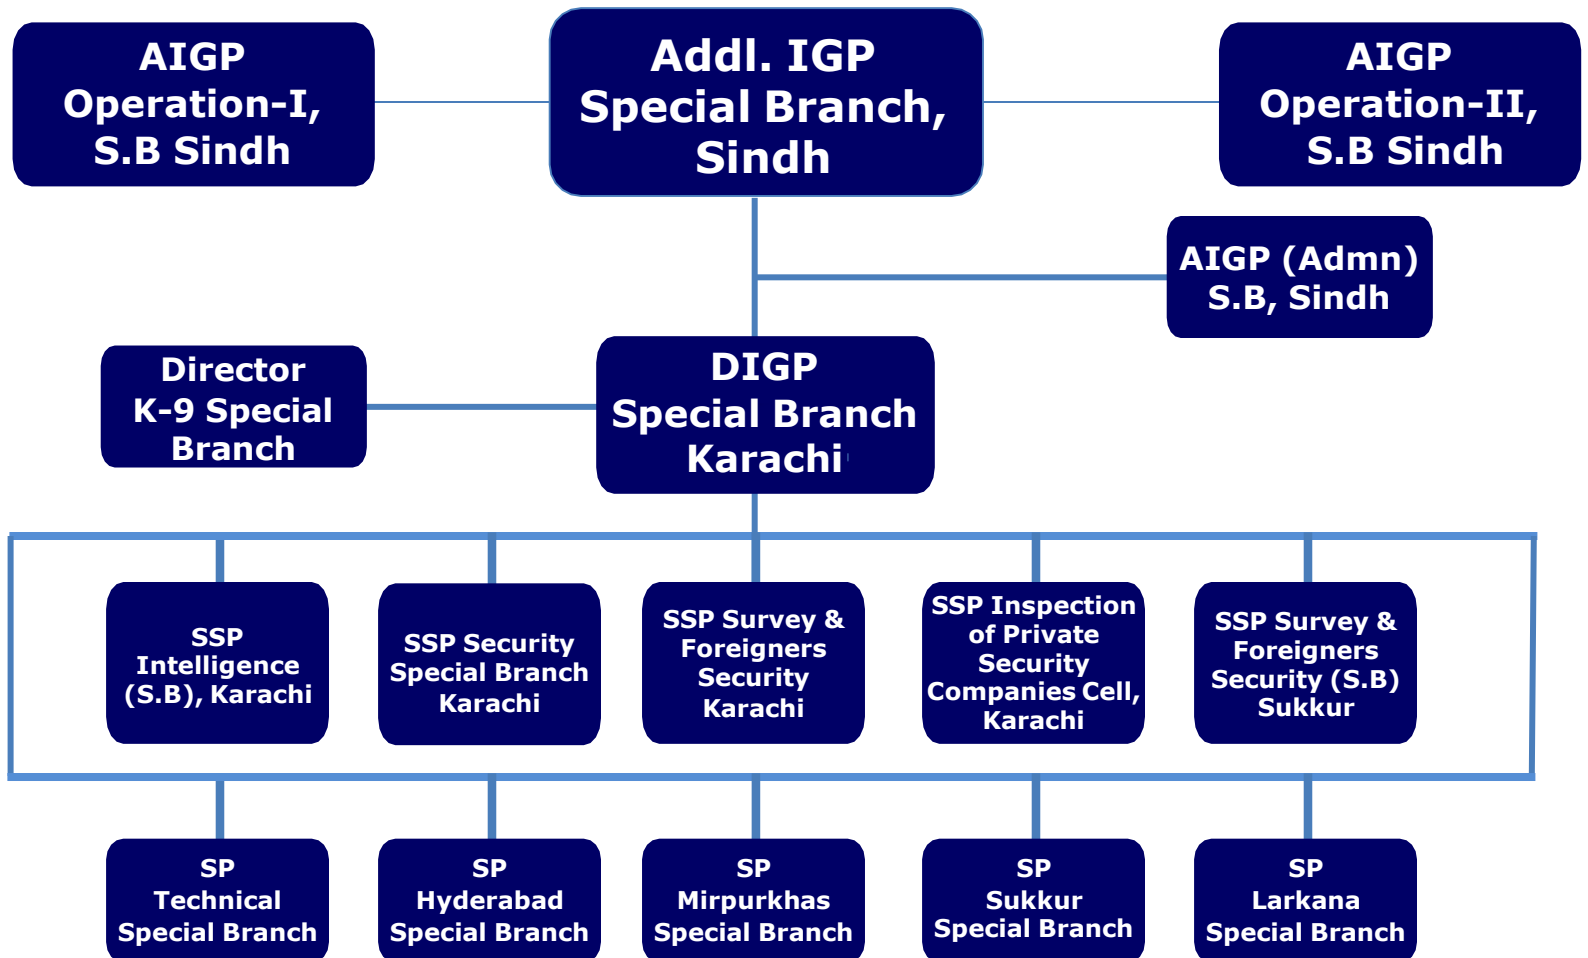 AIGP
Operation-I,
S.B Sindh
Addl. IGP
Special Branch,
Sindh
AIGP
Operation-II,
S.B Sindh
AIGP (Admn)
S.B, Sindh
Director
K-9 Special
Branch
DIGP
Special Branch
Karachi
SSP
Intelligence
(S.B), Karachi
SSP Security
Special Branch
Karachi
SSP Survey &
Foreigners
Security
Karachi
SSP Inspection
of Private
Security
Companies Cell,
Karachi
SSP Survey &
Foreigners
Security (S.B)
Sukkur
SP
Technical
Special Branch
SP
Hyderabad
Special Branch
SP
Mirpurkhas
Special Branch
SP
Sukkur
Special Branch
SP
Larkana
Special Branch